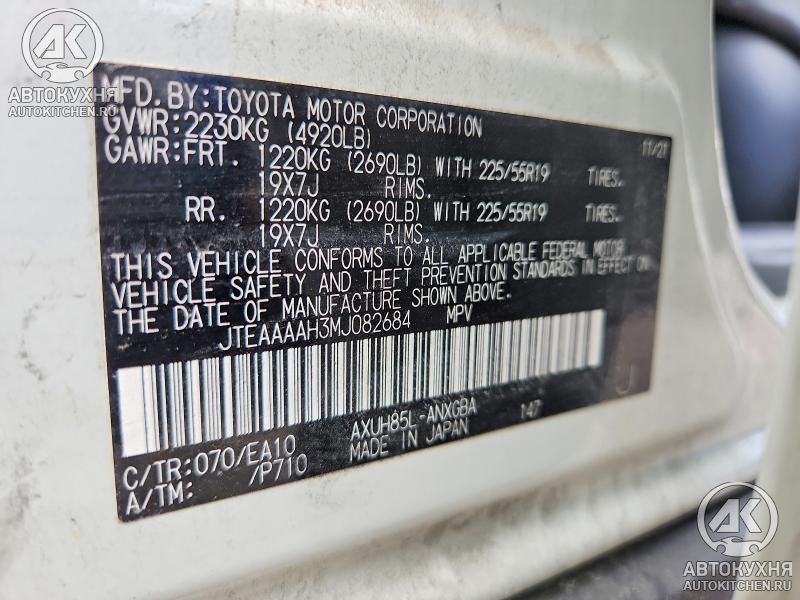 АК
АВТОКУХНЯ
AUTOKITCHEN.RU
MFD. BY: TOYOTA MOTOR CORPORATION
11/21
GVWR: 2230KG (4920LB)
GAWR: FRT. 1220KG (2690LB) WITH 225/55R19 TIRES.
19X7J RIMS.
RR. 1220KG (2690LB) WITH 225/55R19 TIRES.
19X7J RIMS.
THIS VEHICLE CONFORMS TO ALL APPLICABLE FEDERAL MOTOR
VEHICLE SAFETY AND THEFT PREVENTION STANDARDS IN EFFECT ON
THE DATE OF MANUFACTURE SHOWN ABOVE.
JTEAAAAH3MJ082684 MPV
J
C/TR:070/EA10 AXUH85L-ANXGBA 147
A/TM: /P710 MADE IN JAPAN
АК
АВТОКУХНЯ
AUTOKITCHEN.RU